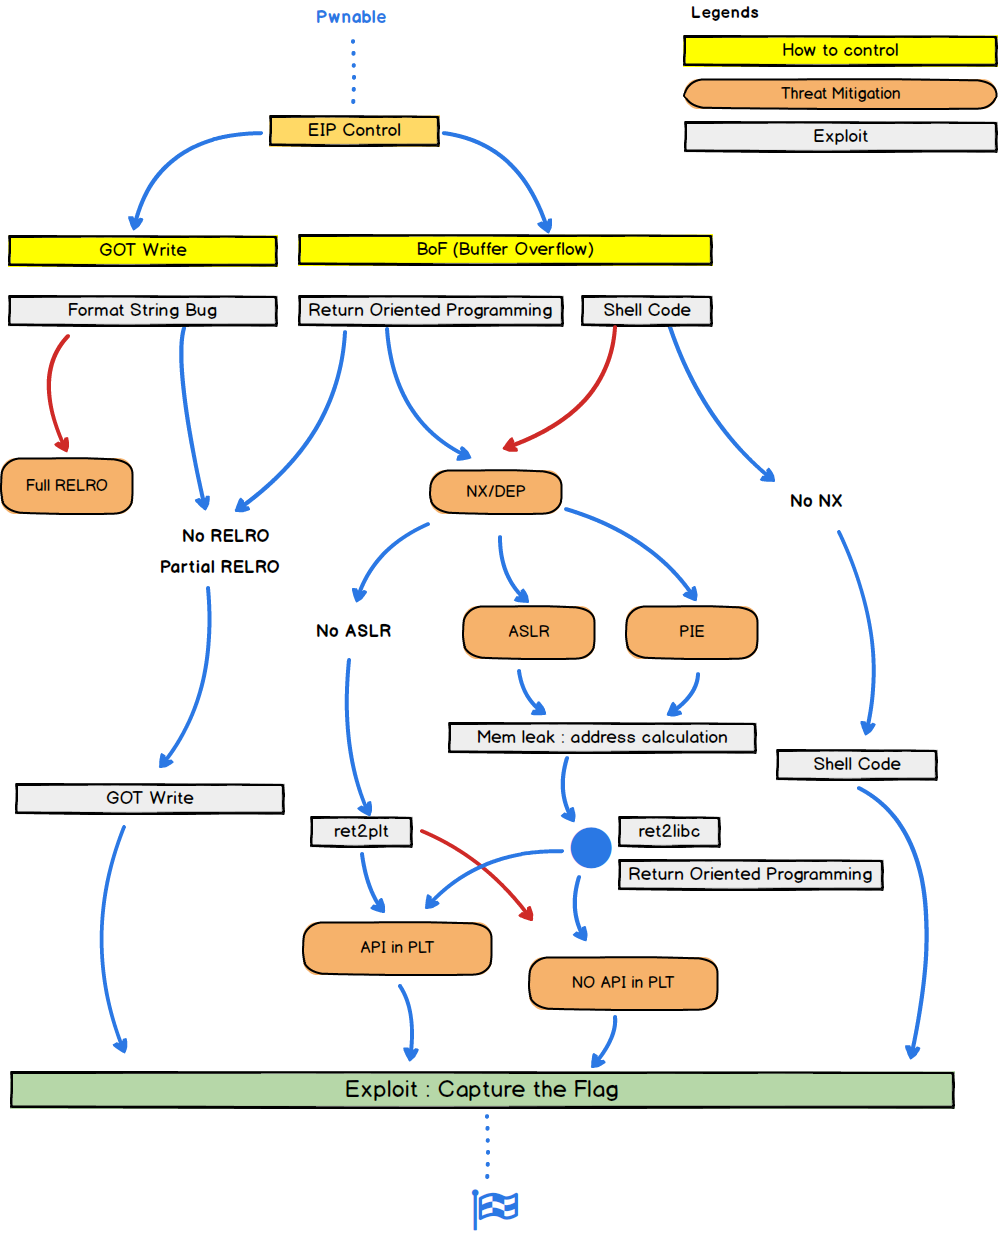 Pwnable
Legends
How to control
Threat Mitigation
Exploit
EIP Control
GOT Write
BoF (Buffer Overflow)
Format String Bug
Return Oriented Programming
Shell Code
Full RELRO
NX/DEP
No NX
No RELRO
Partial RELRO
No ASLR
ASLR
PIE
Mem leak : address calculation
Shell Code
GOT Write
ret2plt
ret2libc
Return Oriented Programming
API in PLT
NO API in PLT
Exploit : Capture the Flag